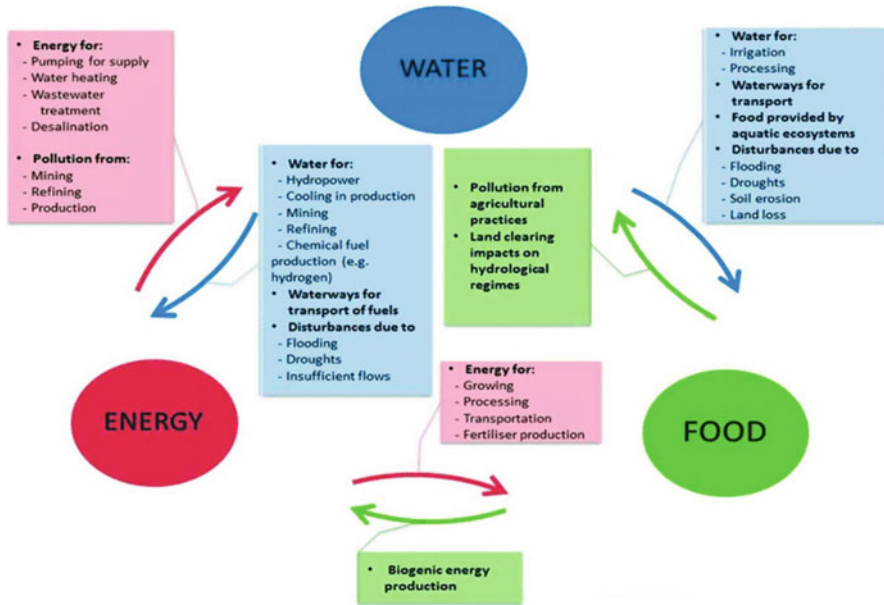 WATER
• Energy for:
- Pumping for supply
- Water heating
- Wastewater
treatment
- Desalination
• Pollution from:
- Mining
- Refining
- Production
• Water for:
- Hydropower
- Cooling in production
- Mining
- Refining
- Chemical fuel
production (e.g.
hydrogen)
• Waterways for
transport of fuels
• Disturbances due to
- Flooding
- Droughts
- Insufficient flows
• Pollution from
agricultural
practices
• Land clearing
impacts on
hydrological
regimes
• Water for:
- Irrigation
- Processing
• Waterways for
transport
• Food provided by
aquatic ecosystems
• Disturbances due to
- Flooding
- Droughts
- Soil erosion
- Land loss
ENERGY
• Energy for:
- Growing
- Processing
- Transportation
- Fertiliser production
FOOD
• Biogenic energy
production